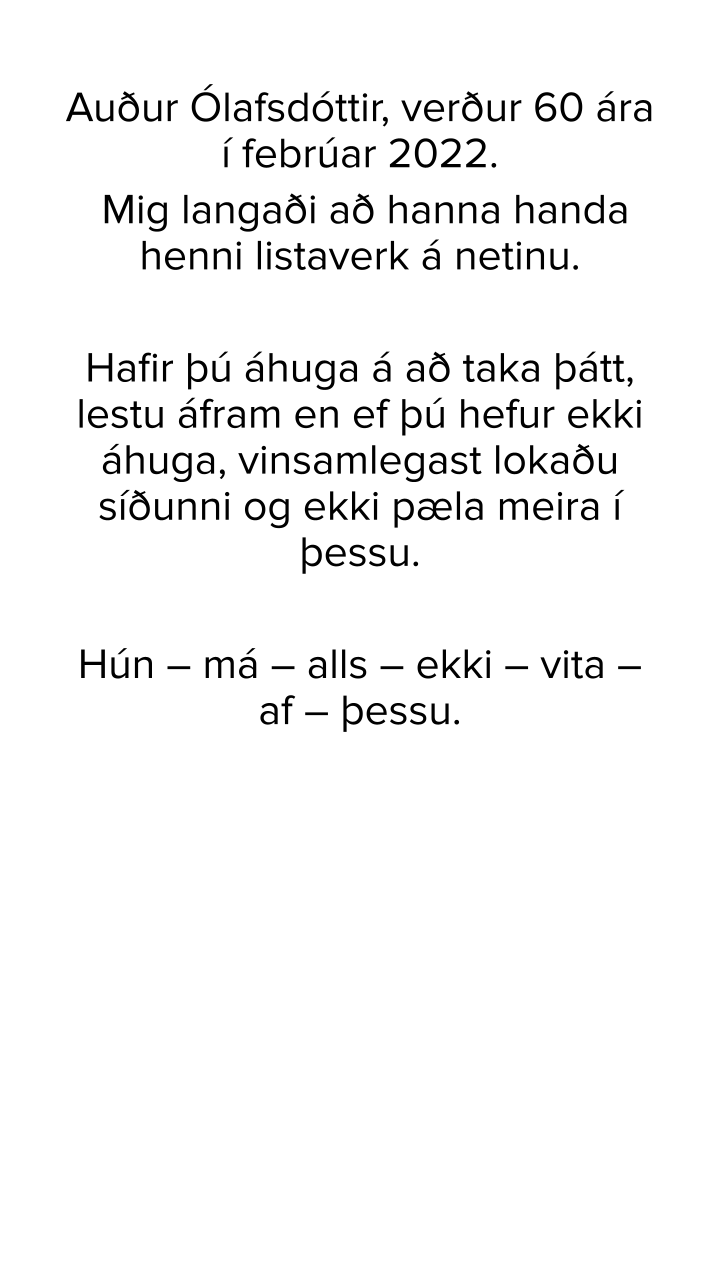 Auður Ólafsdóttir, verður 60 ára
í febrúar 2022.
Mig langaði að hanna handa
henni listaverk á netinu.
Hafir þú áhuga á að taka þátt,
lestu áfram en ef þú hefur ekki
áhuga, vinsamlegast lokaðu
síðunni og ekki pæla meira í
þessu.
Hún – má – alls – ekki – vita –
af – þessu.